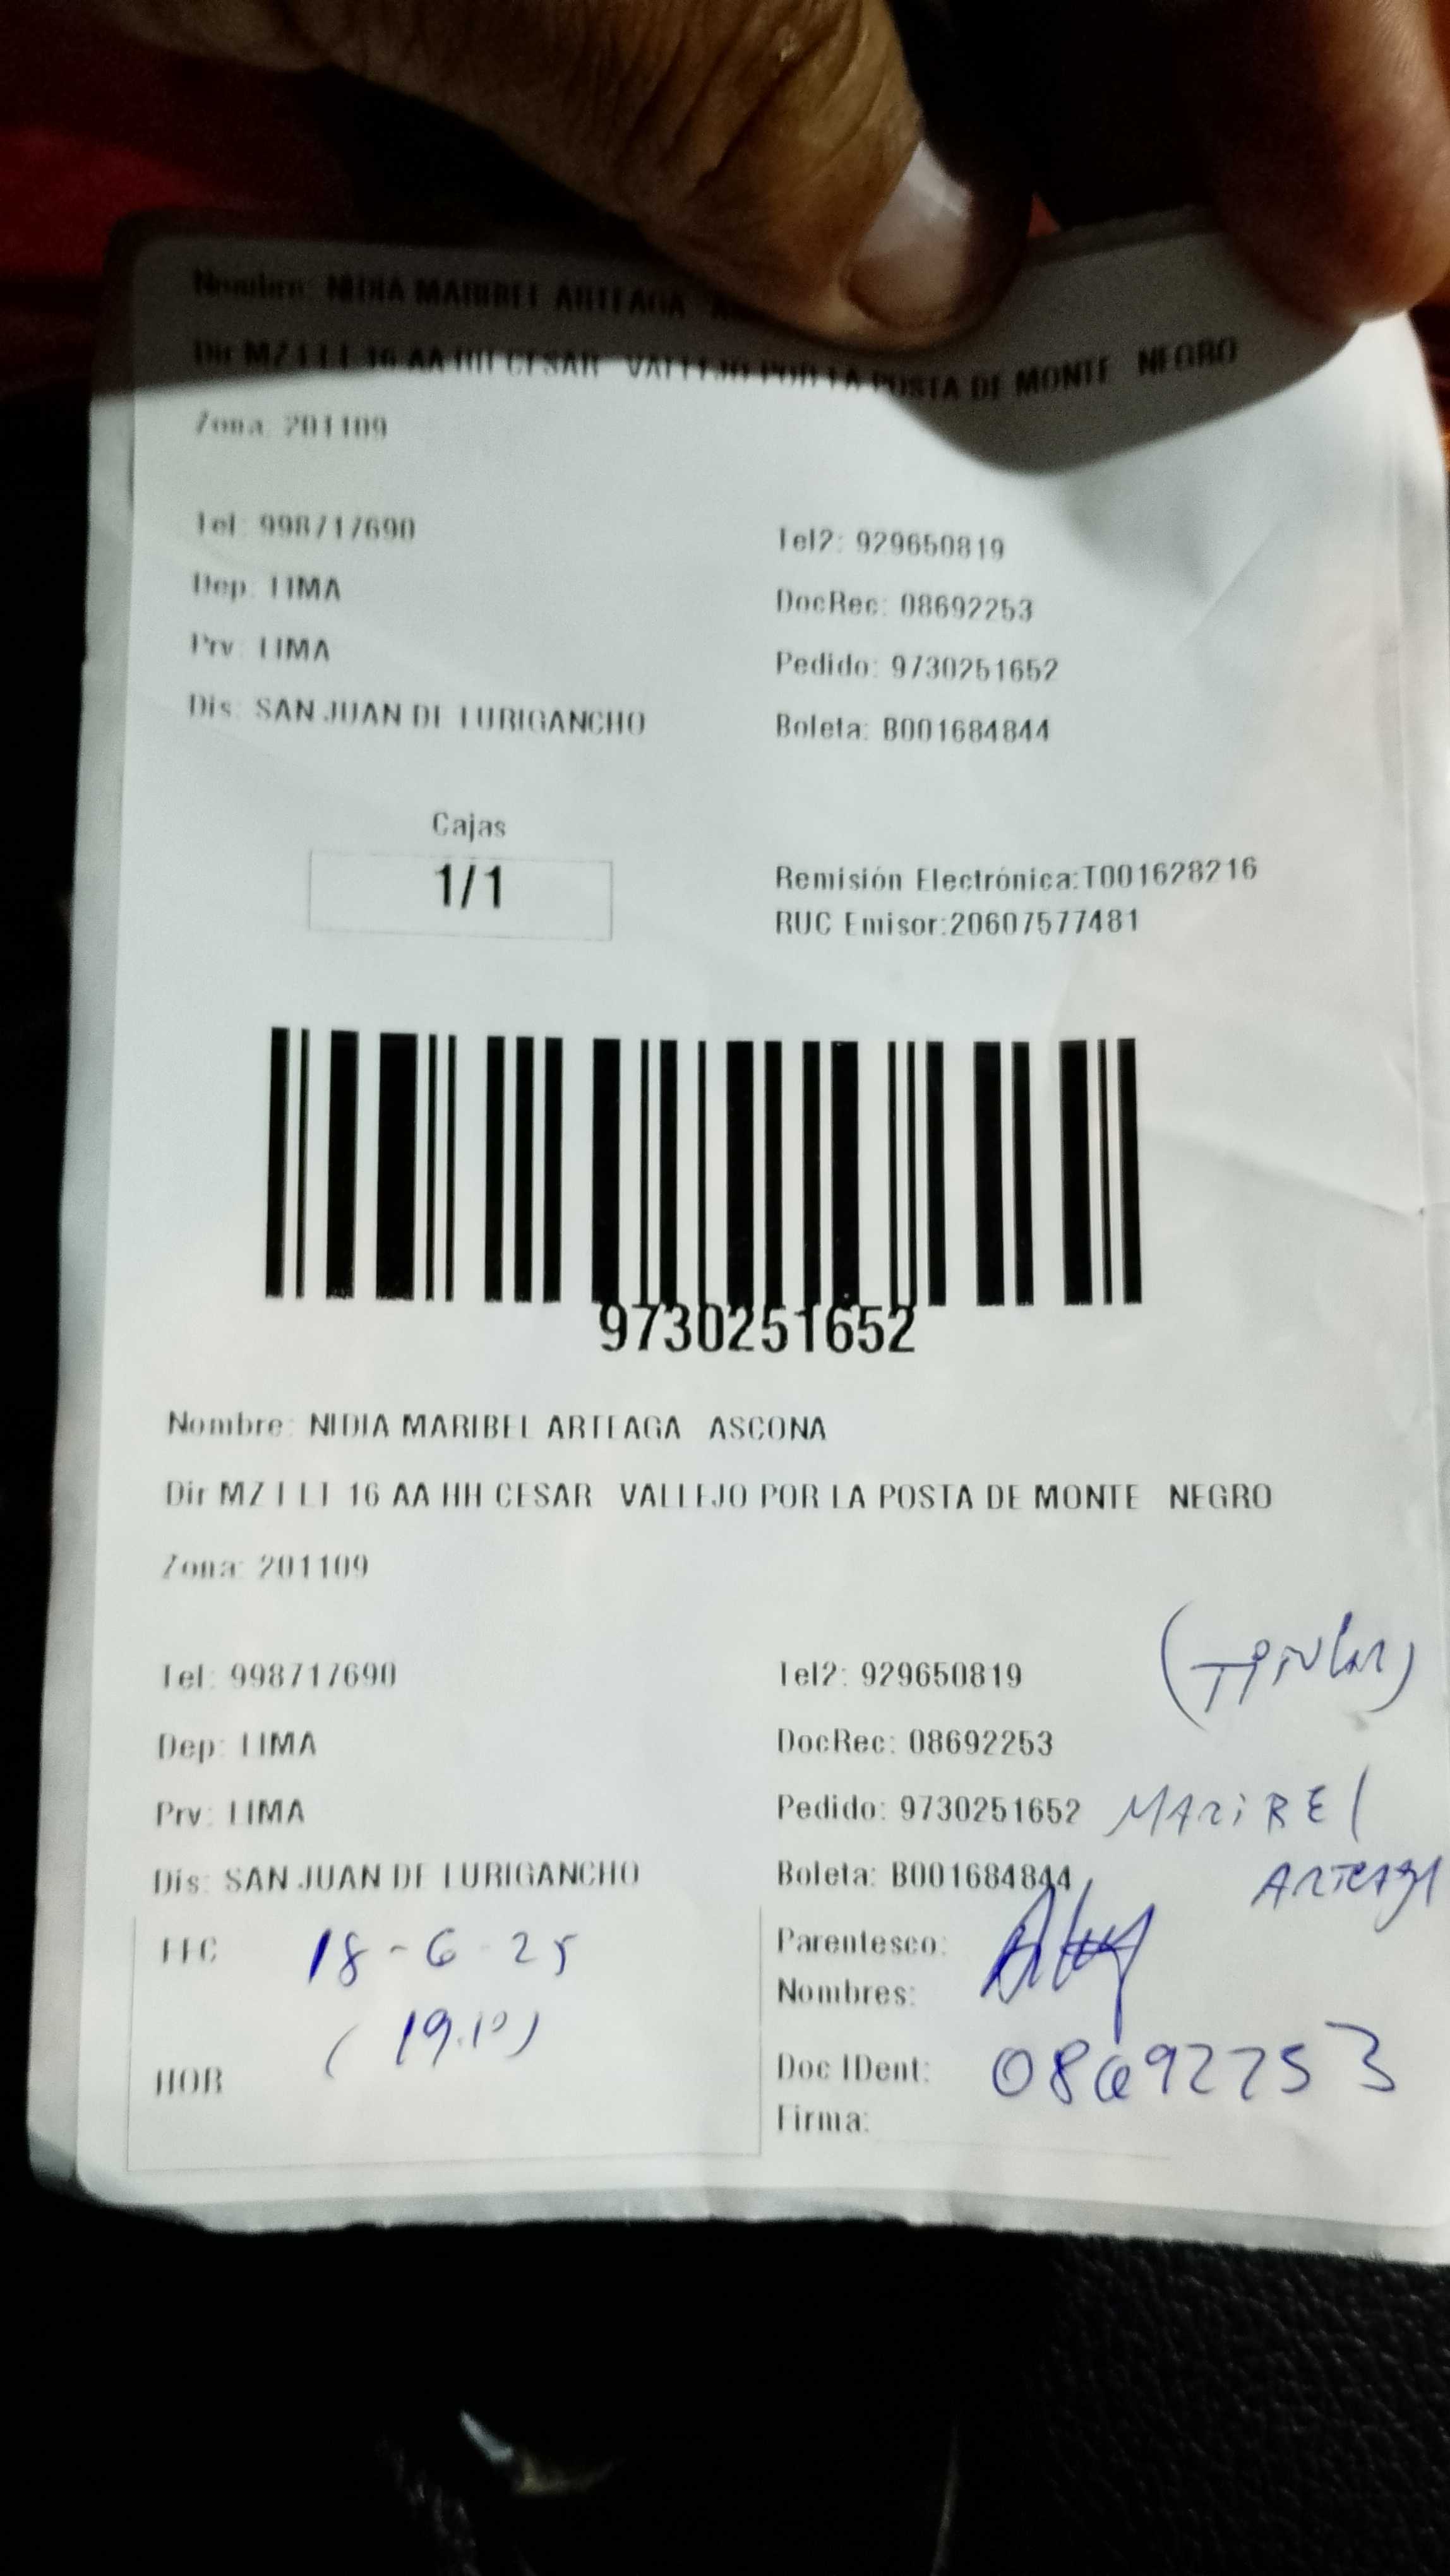 Nombre: NIDIA MARIBEL ARTEAGA
Dir MZ I LT 16 AA HH CESAR VALLEJO POR LA POSTA DE MONTE NEGRO
Zona: 201109
Tel: 998717690 Tel2: 929650819
Dep: LIMA DocRec: 08692253
Prv: LIMA Pedido: 9730251652
Dis: SAN JUAN DE LURIGANCHO Boleta: B001684844
Cajas
1/1
Remisión Electrónica:T001628216
RUC Emisor:20607577481
9730251652
Nombre: NIDIA MARIBEL ARTEAGA ASCONA
Dir MZ I LT 16 AA HH CESAR VALLEJO POR LA POSTA DE MONTE NEGRO
Zona: 201109
(TITULAR)
Tel: 998717690 Tel2: 929650819
Dep: LIMA DocRec: 08692253
Prv: LIMA Pedido: 9730251652 MARIBEL
Dis: SAN JUAN DE LURIGANCHO Boleta: B001684844 ARTEAGA
FEC 18-6-25 Parentesco:
Nombres:
(19.10)
HOR Doc IDent: 08692253
Firma: